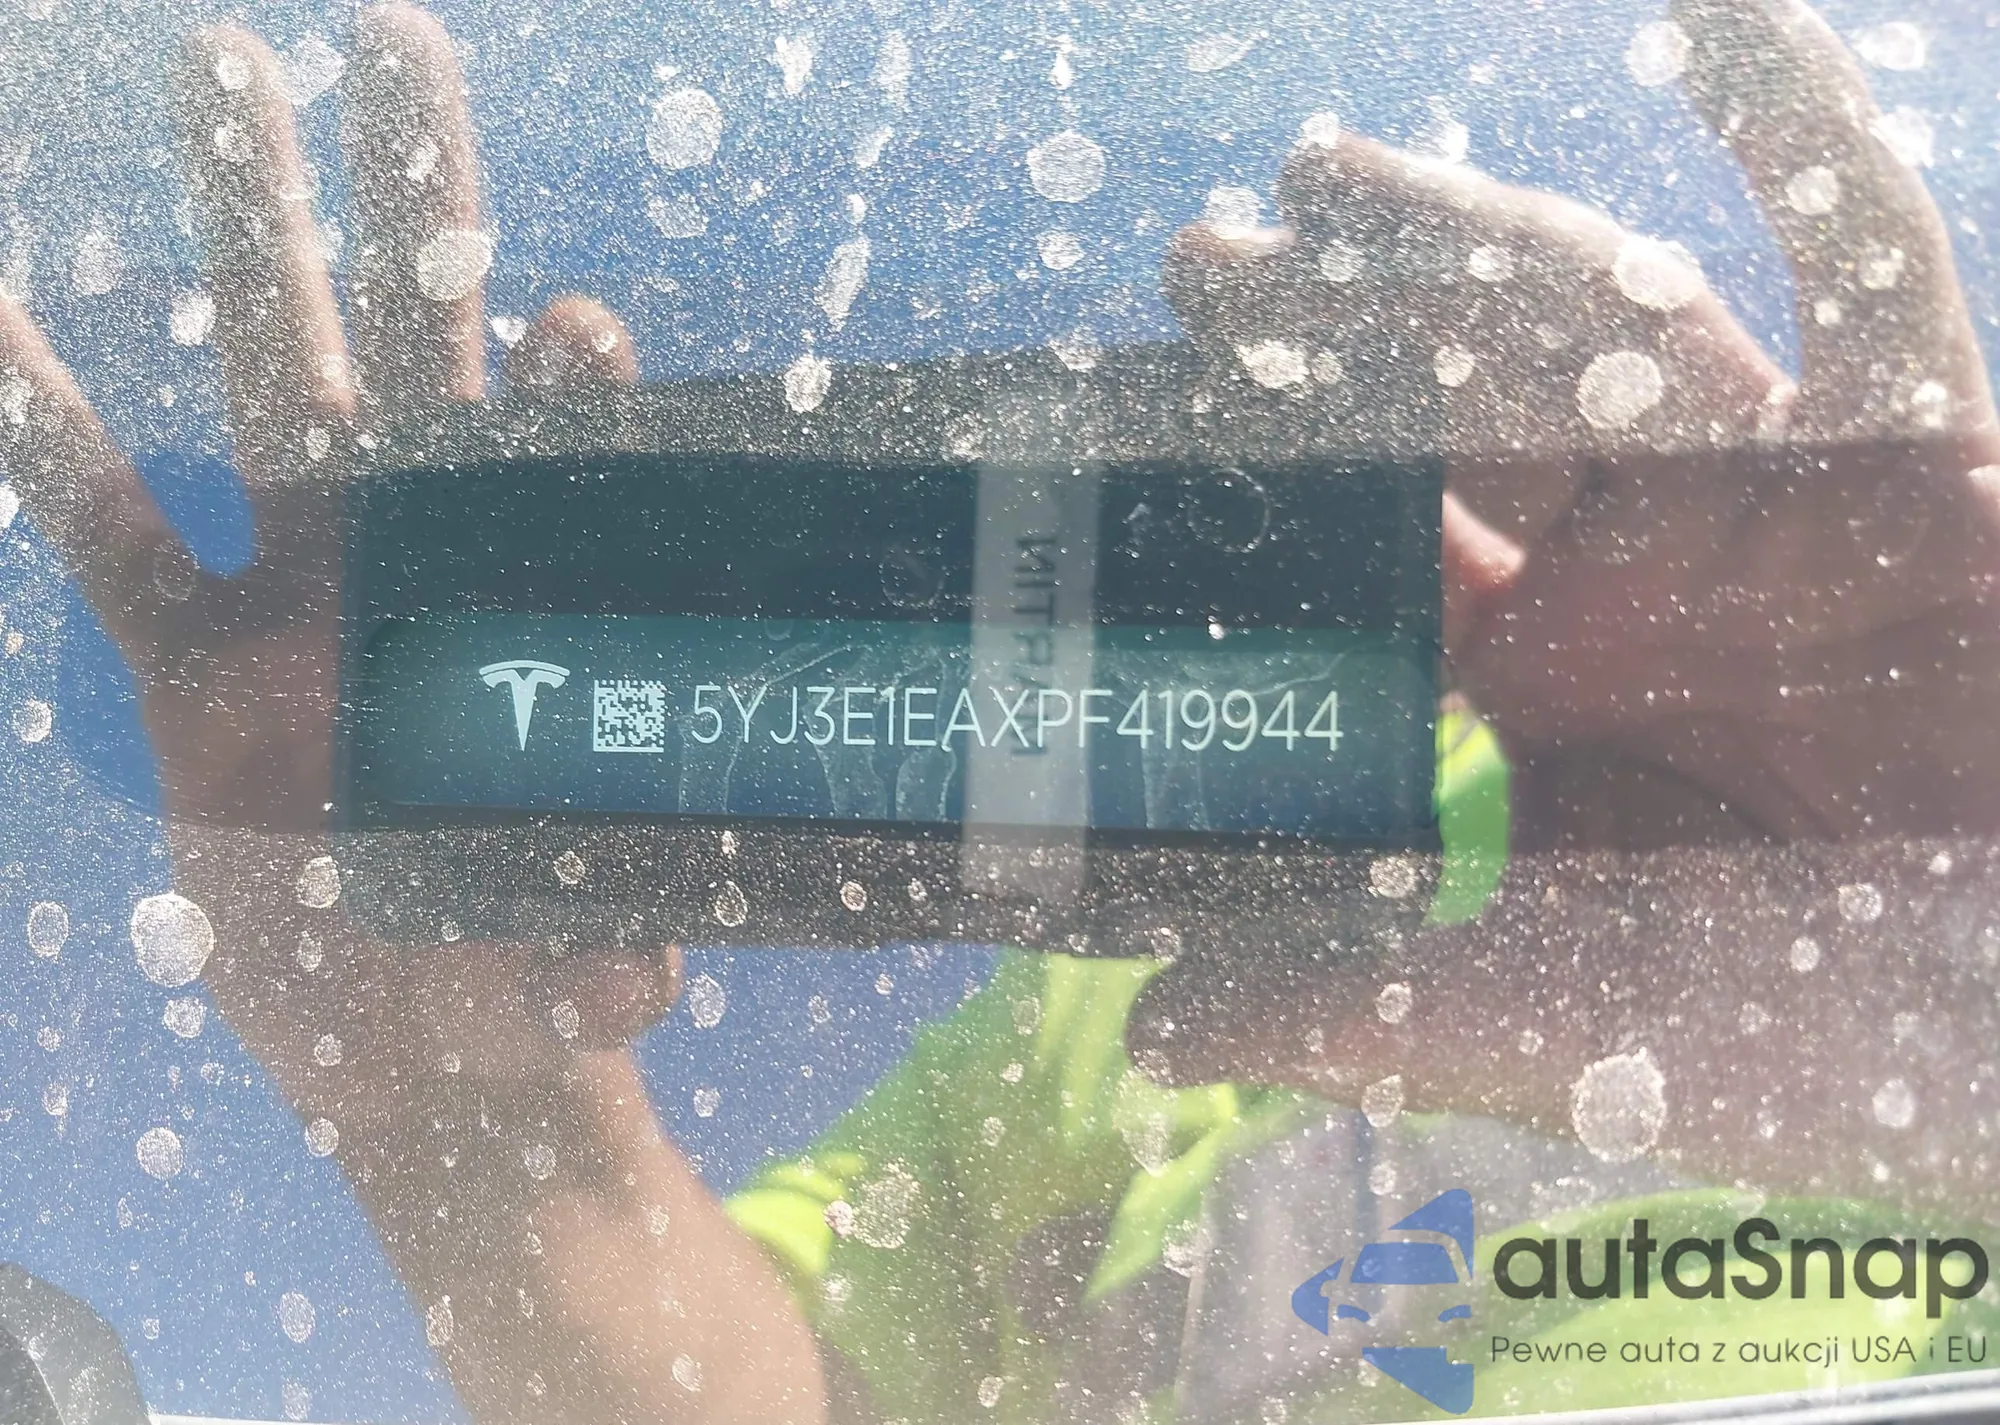 5YJ3E1EAXPF419944
autaSnap
Pewne auta z aukcji USA i EU